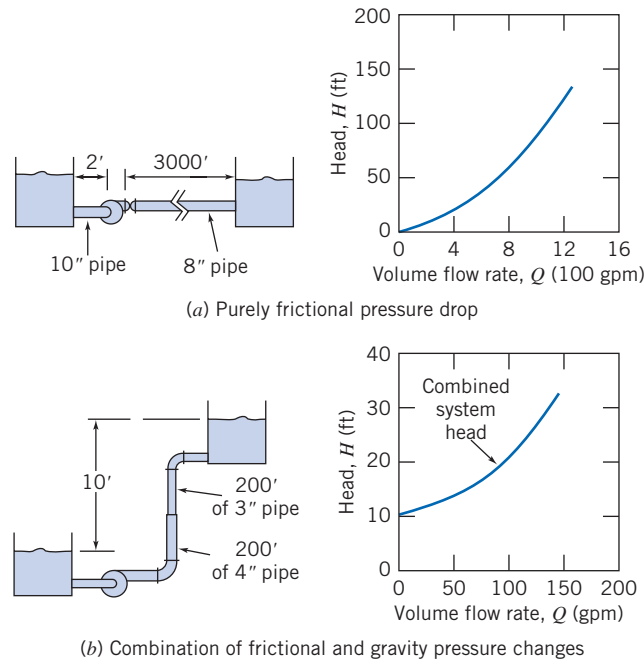 2′
3000′
10″ pipe
8″ pipe
Head, H (ft)
200
150
100
50
0
0 4 8 12 16
Volume flow rate, Q (100 gpm)
(a) Purely frictional pressure drop
10′
200′
of 3″ pipe
200′
of 4″ pipe
Head, H (ft)
40
30
20
10
0
Combined
system
head
0 50 100 150 200
Volume flow rate, Q (gpm)
(b) Combination of frictional and gravity pressure changes